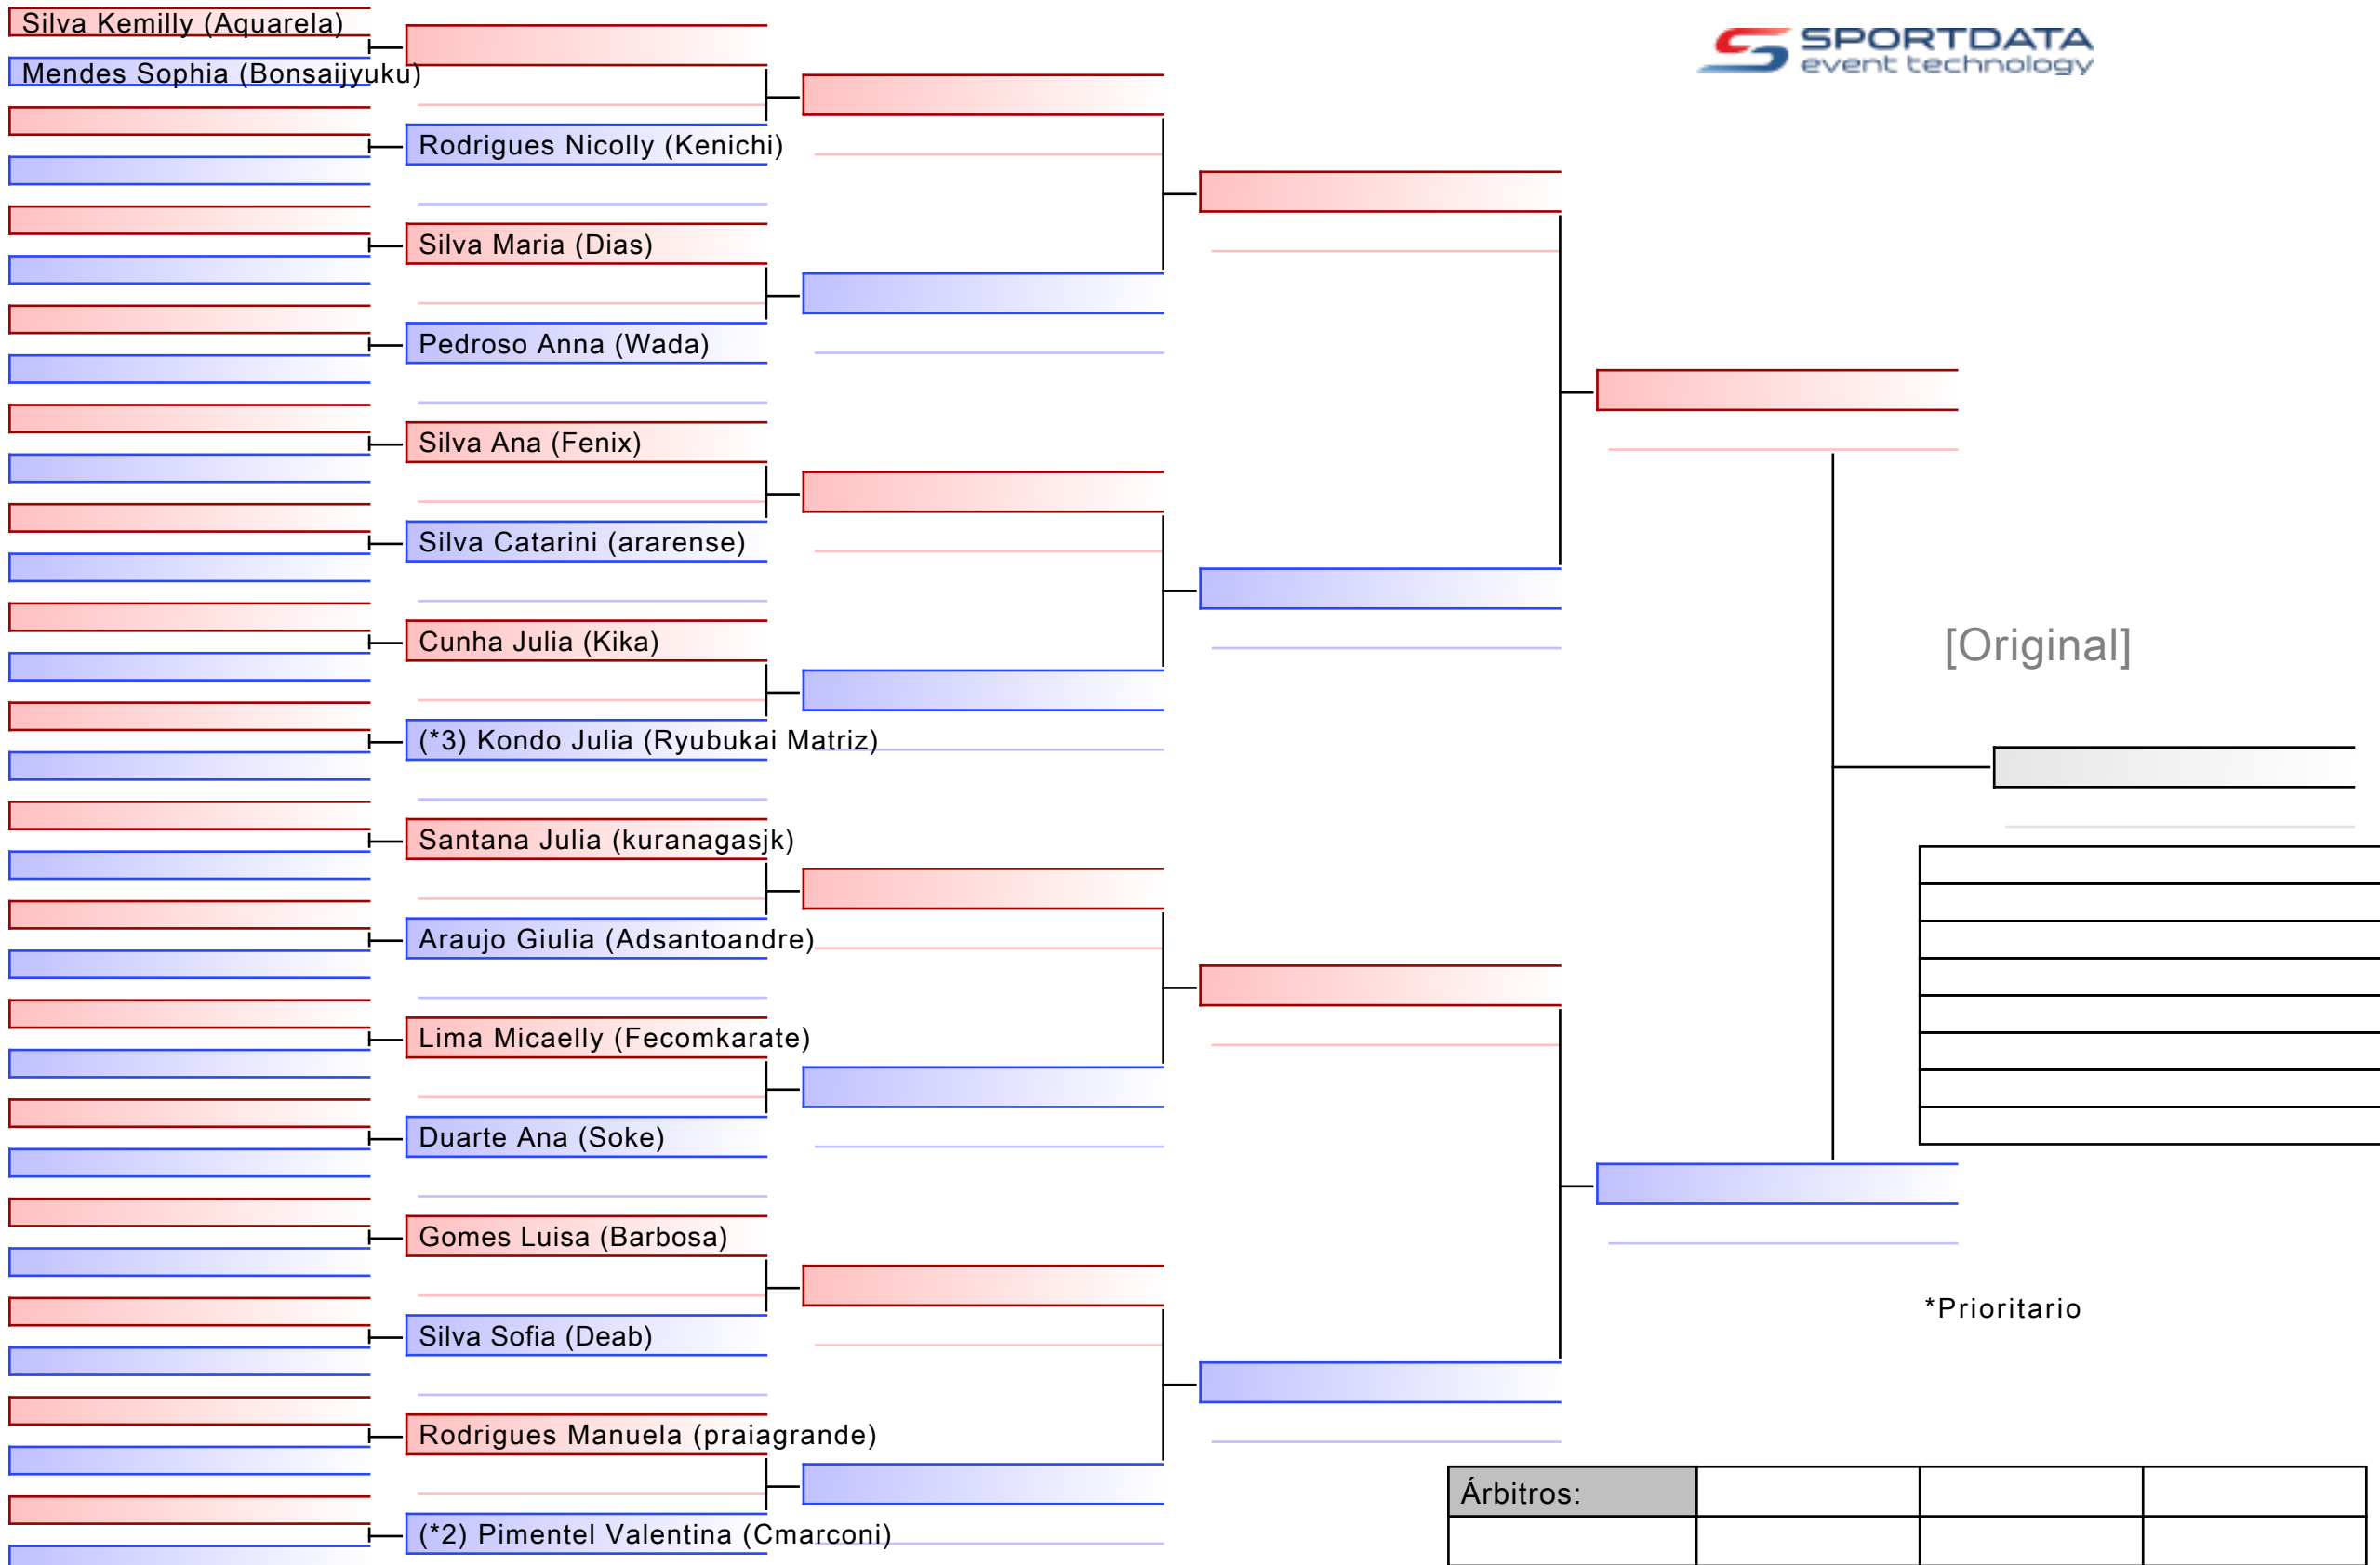 Silva Kemilly (Aquarela)
Mendes Sophia (Bonsaijyuku)
SPORTDATA
event technology
Rodrigues Nicolly (Kenichi)
Silva Maria (Dias)
Pedroso Anna (Wada)
Silva Ana (Fenix)
Silva Catarini (ararense)
Cunha Julia (Kika)
[Original]
(*3) Kondo Julia (Ryubukai Matriz)
Santana Julia (kuranagasjk)
Araujo Giulia (Adsantoandre)
Lima Micaelly (Fecomkarate)
Duarte Ana (Soke)
Gomes Luisa (Barbosa)
*Prioritario
Silva Sofia (Deab)
Rodrigues Manuela (praiagrande)
Árbitros:
(*2) Pimentel Valentina (Cmarconi)